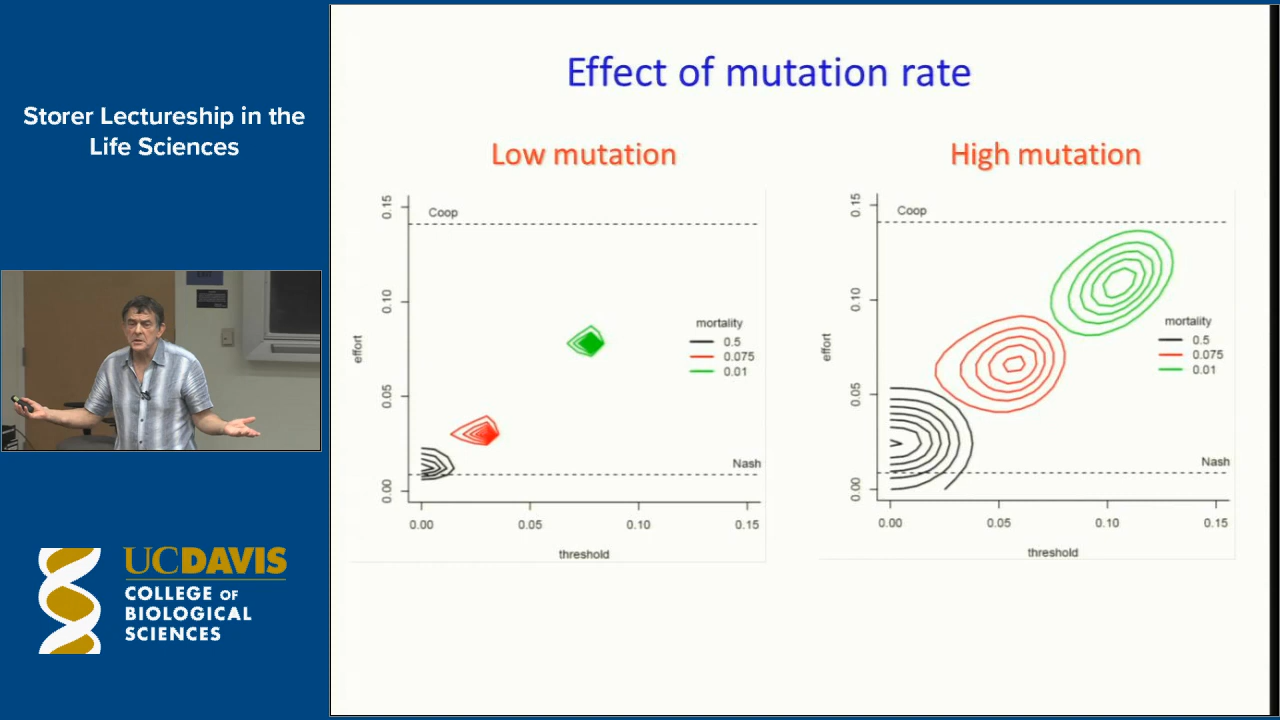 Storer Lectureship in the
Life Sciences
UCDAVIS
COLLEGE OF
BIOLOGICAL
SCIENCES
Effect of mutation rate
Low mutation
0.15
0.10
0.05
0.00
effort
Coop
mortality
0.5
0.075
0.01
Nash
0.00 0.05 0.10 0.15
threshold
High mutation
0.15
0.10
0.05
0.00
effort
Coop
mortality
0.5
0.075
0.01
Nash
0.00 0.05 0.10 0.15
threshold